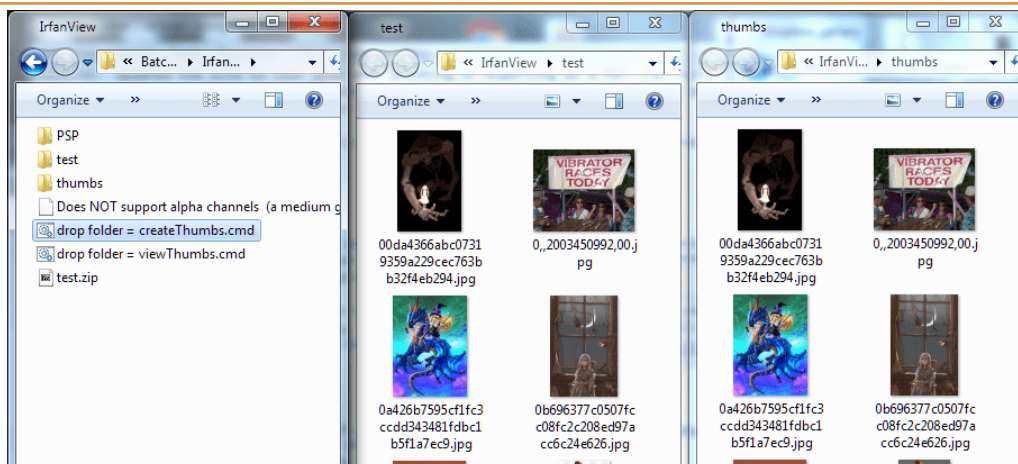 IrfanView
« Batc... ▸ Irfan... ▸
Organize ▾ »
PSP
test
thumbs
Does NOT support alpha channels (a medium g
drop folder = createThumbs.cmd
drop folder = viewThumbs.cmd
test.zip
test
« IrfanView ▸ test
Organize ▾ »
VIBRATOR
RACES
TODAY
00da4366abc0731
9359a229cec763b
b32f4eb294.jpg
0,,2003450992,00.j
pg
0a426b7595cf1fc3
ccdd343481fdbc1
b5f1a7ec9.jpg
0b696377c0507fc
c08fc2c208ed97a
cc6c24e626.jpg
thumbs
« IrfanVi... ▸ thumbs
Organize ▾ »
VIBRATOR
RACES
TODAY
00da4366abc0731
9359a229cec763b
b32f4eb294.jpg
0,,2003450992,00.j
pg
0a426b7595cf1fc3
ccdd343481fdbc1
b5f1a7ec9.jpg
0b696377c0507fc
c08fc2c208ed97a
cc6c24e626.jpg